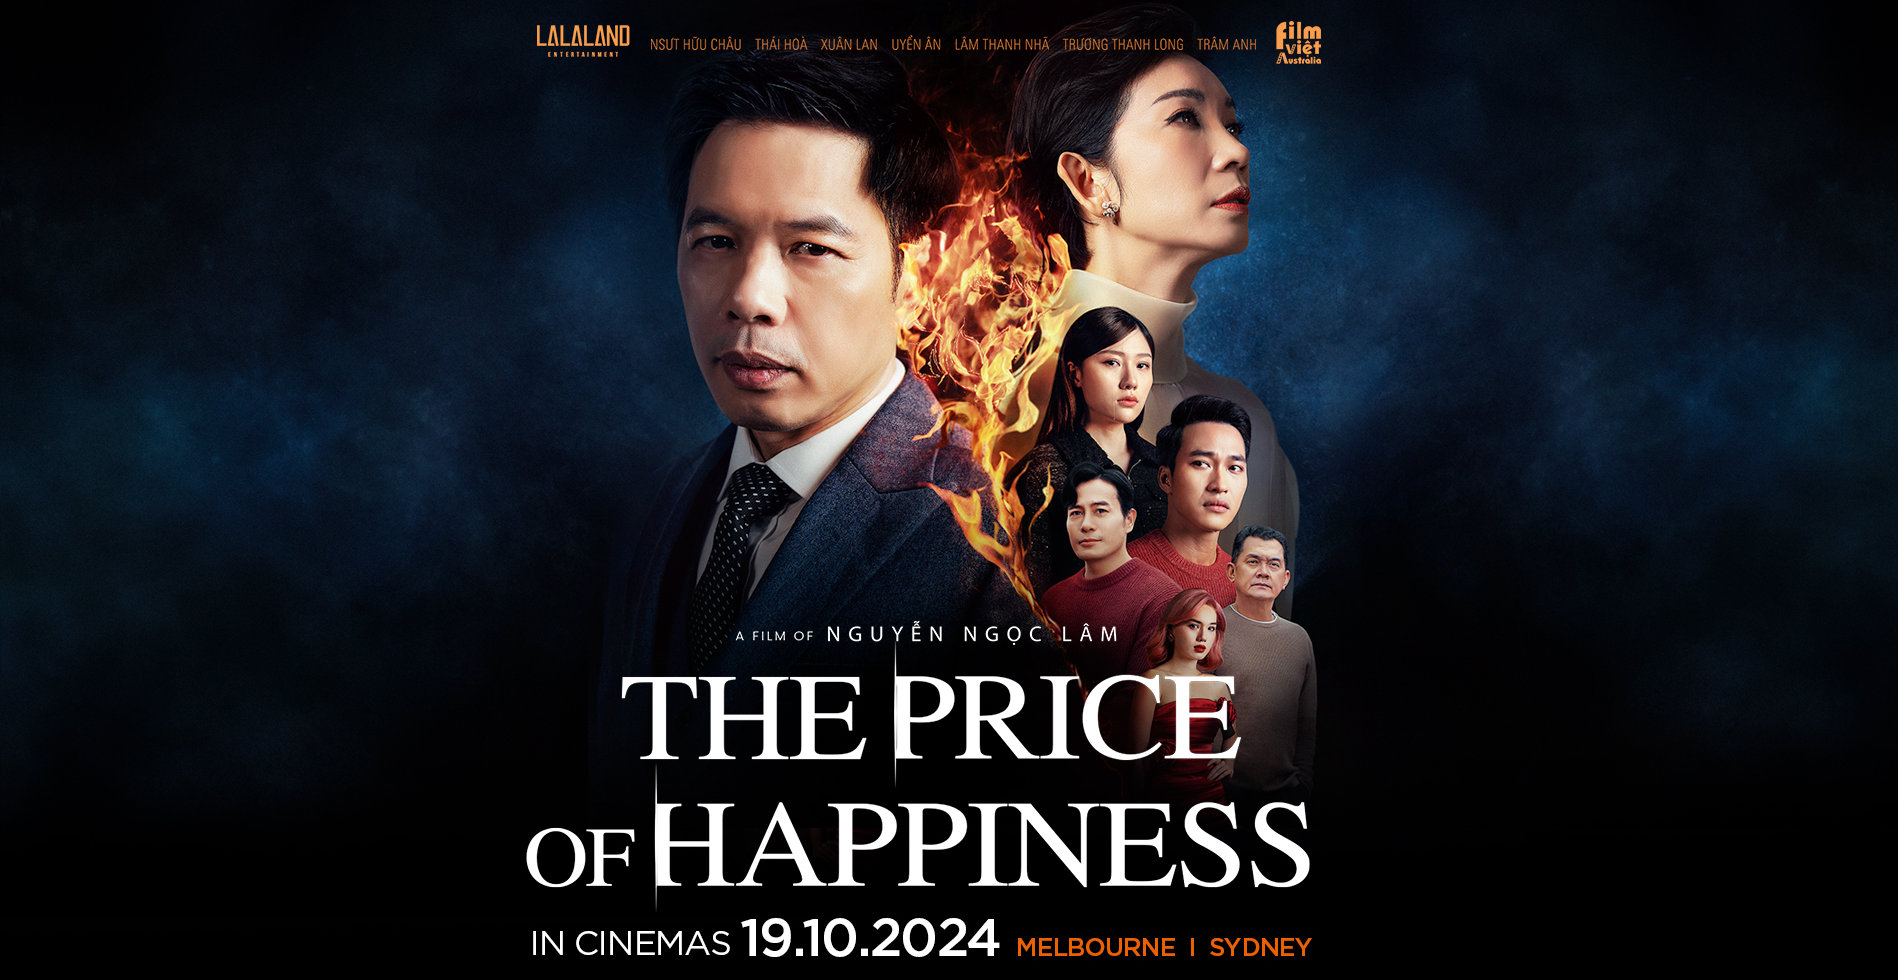 LALALAND
ENTERTAINMENT
NSƯT HỮU CHÂU THÁI HOÀ XUÂN LAN UYỂN ÂN LÂM THANH NHÃ TRƯƠNG THANH LONG TRÂM ANH
film
việt
Australia
A FILM OF NGUYỄN NGỌC LÂM
THE PRICE
OF HAPPINESS
IN CINEMAS 19.10.2024 MELBOURNE I SYDNEY